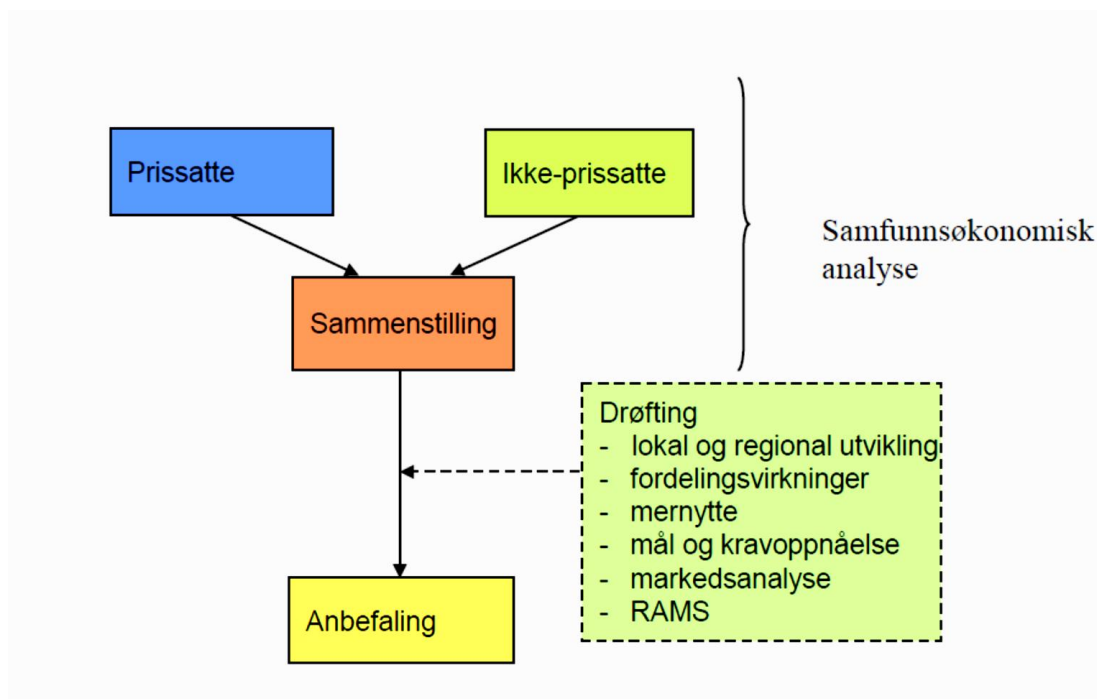 Prissatte
Ikke-prissatte
Samfunnsøkonomisk
analyse
Sammenstilling
Drøfting
- lokal og regional utvikling
- fordelingsvirkninger
- mernytte
- mål og kravoppnåelse
- markedsanalyse
- RAMS
Anbefaling